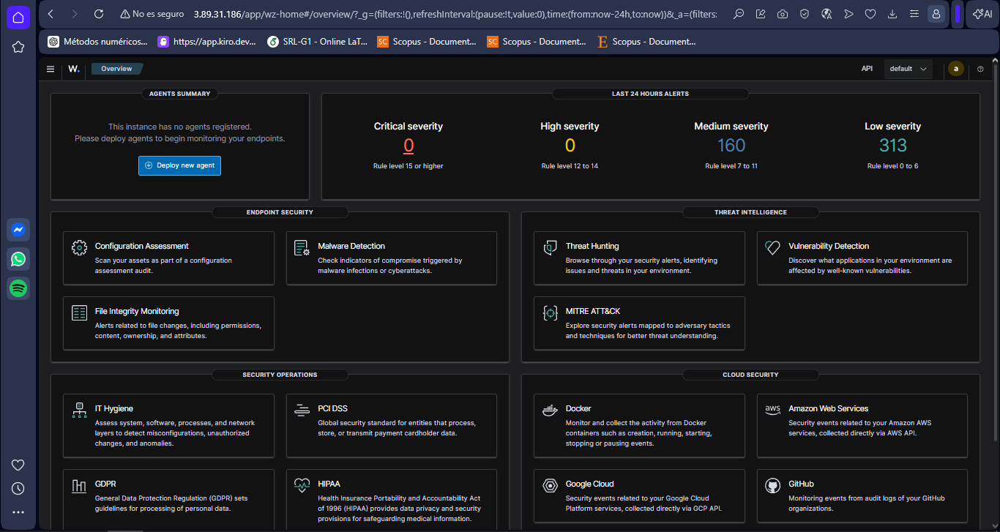 No es seguro 3.89.31.186/app/wz-home#/overview/?_g=(filters:!(),refreshInterval:(pause:!t,value:0),time:(from:now-24h,to:now))&_a=(filters:
AI
Métodos numéricos...
https://app.kiro.dev...
SRL-G1 - Online LaT...
SC Scopus - Document...
SC Scopus - Document...
E Scopus - Document...
W. Overview
API default a
AGENTS SUMMARY
This instance has no agents registered.
Please deploy agents to begin monitoring your endpoints.
Deploy new agent
LAST 24 HOURS ALERTS
Critical severity
0
Rule level 15 or higher
High severity
0
Rule level 12 to 14
Medium severity
160
Rule level 7 to 11
Low severity
313
Rule level 0 to 6
ENDPOINT SECURITY
Configuration Assessment
Scan your assets as part of a configuration
assessment audit.
Malware Detection
Check indicators of compromise triggered by
malware infections or cyberattacks.
File Integrity Monitoring
Alerts related to file changes, including permissions,
content, ownership, and attributes.
THREAT INTELLIGENCE
Threat Hunting
Browse through your security alerts, identifying
issues and threats in your environment.
Vulnerability Detection
Discover what applications in your environment are
affected by well-known vulnerabilities.
MITRE ATT&CK
Explore security alerts mapped to adversary tactics
and techniques for better threat understanding.
SECURITY OPERATIONS
IT Hygiene
Assess system, software, processes, and network
layers to detect misconfigurations, unauthorized
changes, and anomalies.
PCI DSS
Global security standard for entities that process,
store, or transmit payment cardholder data.
GDPR
General Data Protection Regulation (GDPR) sets
guidelines for processing of personal data.
HIPAA
Health Insurance Portability and Accountability Act
of 1996 (HIPAA) provides data privacy and security
provisions for safeguarding medical information.
CLOUD SECURITY
Docker
Monitor and collect the activity from Docker
containers such as creation, running, starting,
stopping or pausing events.
aws
Amazon Web Services
Security events related to your Amazon AWS
services, collected directly via AWS API.
Google Cloud
Security events related to your Google Cloud
Platform services, collected directly via GCP API.
GitHub
Monitoring events from audit logs of your GitHub
organizations.